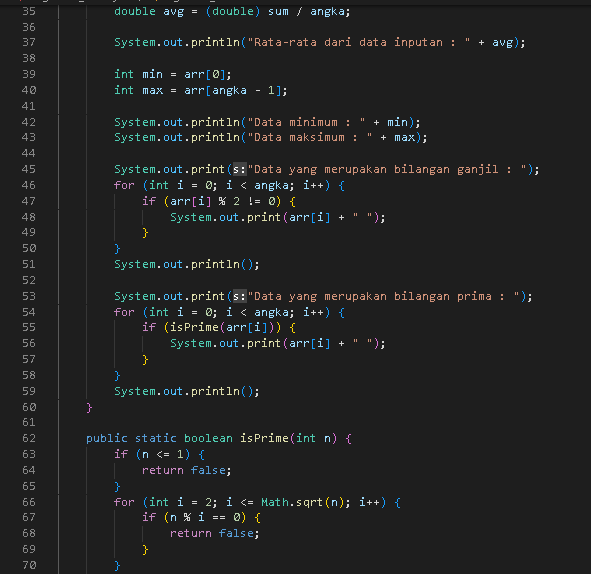 35 double avg = (double) sum / angka;
36
37 System.out.println("Rata-rata dari data inputan : " + avg);
38
39 int min = arr[0];
40 int max = arr[angka - 1];
41
42 System.out.println("Data minimum : " + min);
43 System.out.println("Data maksimum : " + max);
44
45 System.out.print(s:"Data yang merupakan bilangan ganjil : ");
46 for (int i = 0; i < angka; i++) {
47 if (arr[i] % 2 != 0) {
48 System.out.print(arr[i] + " ");
49 }
50 }
51 System.out.println();
52
53 System.out.print(s:"Data yang merupakan bilangan prima : ");
54 for (int i = 0; i < angka; i++) {
55 if (isPrime(arr[i])) {
56 System.out.print(arr[i] + " ");
57 }
58 }
59 System.out.println();
60 }
61
62 public static boolean isPrime(int n) {
63 if (n <= 1) {
64 return false;
65 }
66 for (int i = 2; i <= Math.sqrt(n); i++) {
67 if (n % i == 0) {
68 return false;
69 }
70 }